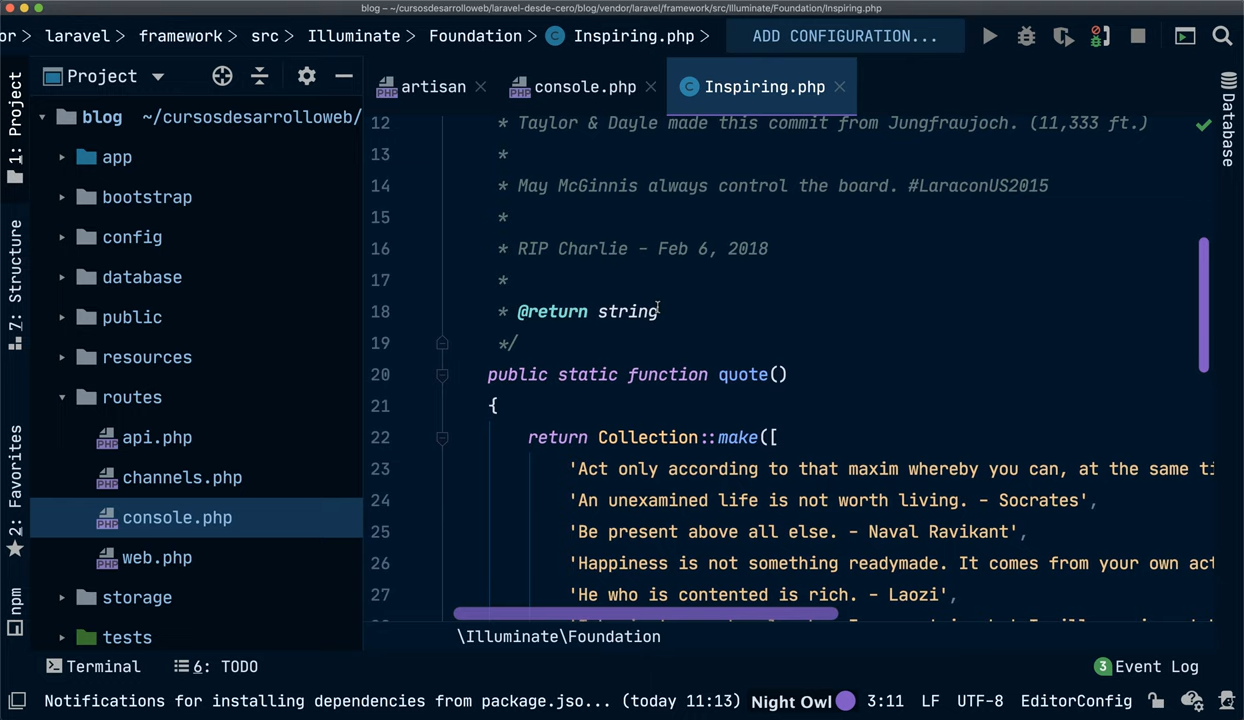 blog – ~/cursosdesarrolloweb/laravel-desde-cero/blog/vendor/laravel/framework/src/Illuminate/Foundation/Inspiring.php
or > laravel > framework > src > Illuminate > Foundation > Inspiring.php >
ADD CONFIGURATION...
Project
artisan
console.php
Inspiring.php
1: Project
7: Structure
2: Favorites
npm
blog ~/cursosdesarrolloweb/
app
bootstrap
config
database
public
resources
routes
api.php
channels.php
console.php
web.php
storage
tests
12 * Taylor & Dayle made this commit from Jungfraujoch. (11,333 ft.)
13 *
14 * May McGinnis always control the board. #LaraconUS2015
15 *
16 * RIP Charlie - Feb 6, 2018
17 *
18 * @return string
19 */
20 public static function quote()
21 {
22 return Collection::make([
23 'Act only according to that maxim whereby you can, at the same ti
24 'An unexamined life is not worth living. - Socrates',
25 'Be present above all else. - Naval Ravikant',
26 'Happiness is not something readymade. It comes from your own act
27 'He who is contented is rich. - Laozi',
\Illuminate\Foundation
Database
Terminal
6: TODO
3 Event Log
Notifications for installing dependencies from package.jso... (today 11:13)
Night Owl
3:11
LF
UTF-8
EditorConfig